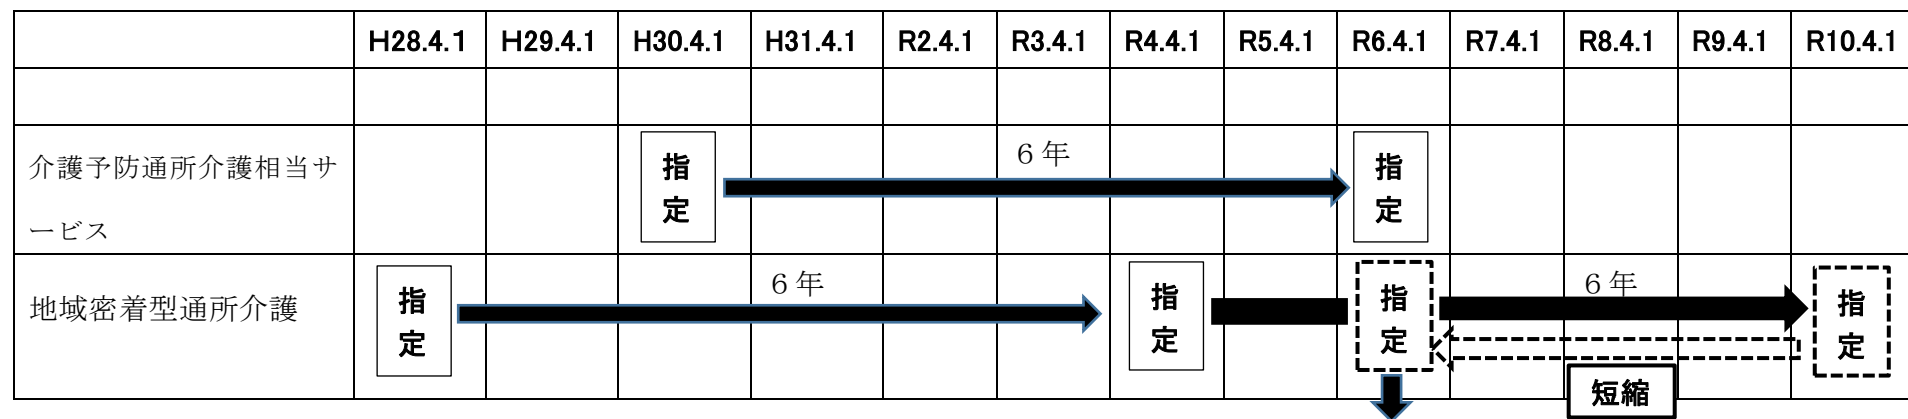 H28.4.1 H29.4.1 H30.4.1 H31.4.1 R2.4.1 R3.4.1 R4.4.1 R5.4.1 R6.4.1 R7.4.1 R8.4.1 R9.4.1 R10.4.1
介護予防通所介護相当サ
ービス
指定
６年
指定
地域密着型通所介護
指定
６年
指定
指定
６年
指定
短縮